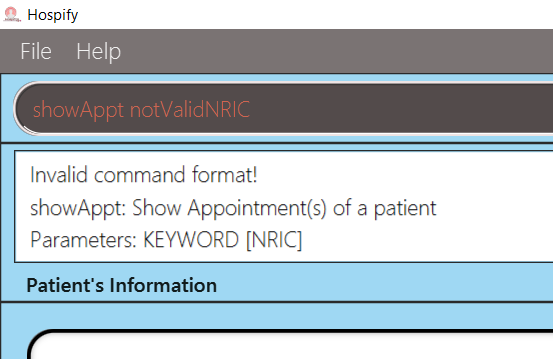 Hospify
File Help
showAppt notValidNRIC
Invalid command format!
showAppt: Show Appointment(s) of a patient
Parameters: KEYWORD [NRIC]
Patient's Information